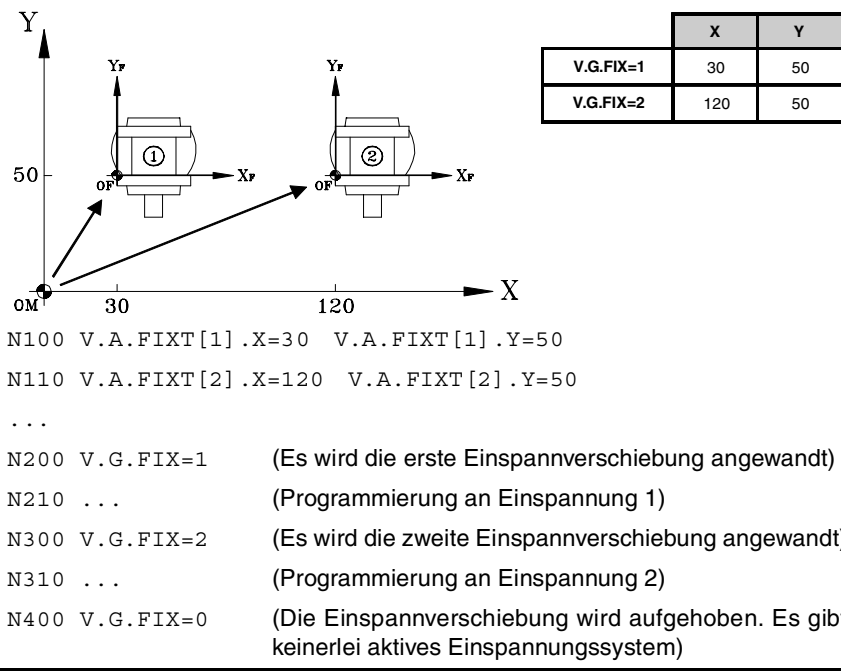 Y
X Y
V.G.FIX=1 30 50
V.G.FIX=2 120 50
YF YF
1 2
50
OF XF OF XF
OM 30 120 X
N100 V.A.FIXT[1].X=30 V.A.FIXT[1].Y=50
N110 V.A.FIXT[2].X=120 V.A.FIXT[2].Y=50
...
N200 V.G.FIX=1 (Es wird die erste Einspannverschiebung angewandt)
N210 ... (Programmierung an Einspannung 1)
N300 V.G.FIX=2 (Es wird die zweite Einspannverschiebung angewandt)
N310 ... (Programmierung an Einspannung 2)
N400 V.G.FIX=0 (Die Einspannverschiebung wird aufgehoben. Es gibt
keinerlei aktives Einspannungssystem)